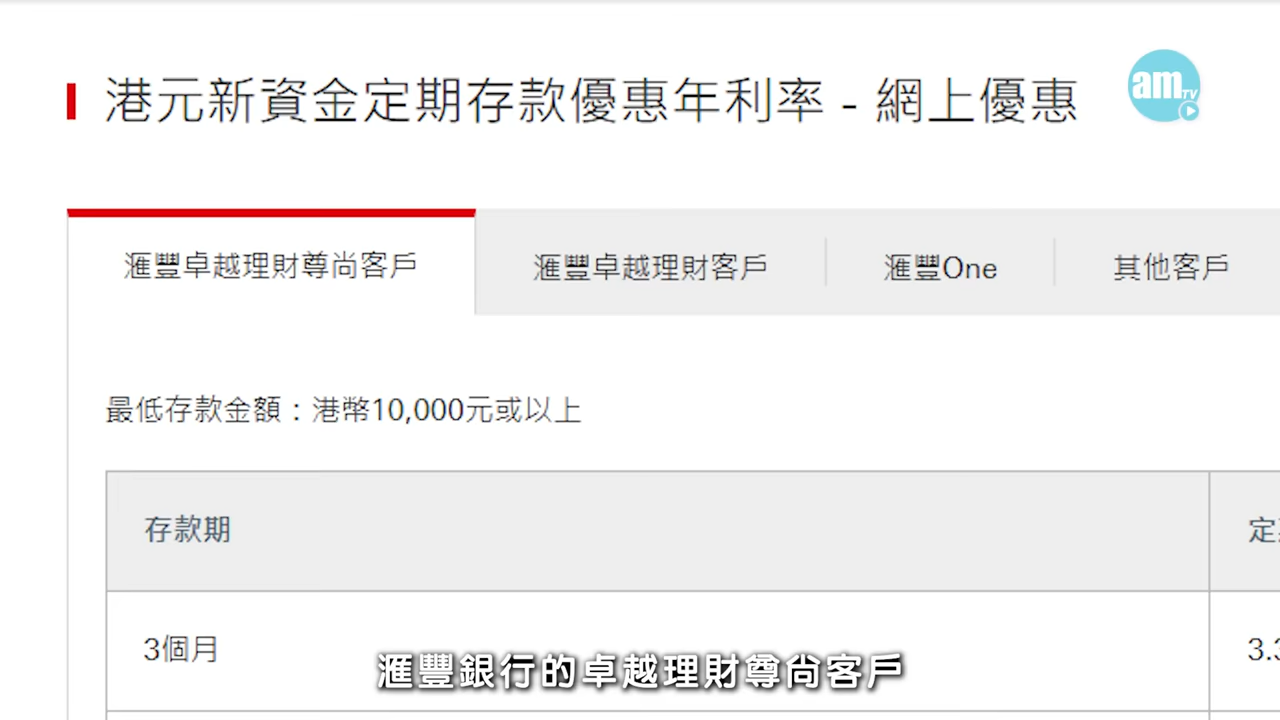 港元新資金定期存款優惠年利率 - 網上優惠
am TV
滙豐卓越理財尊尚客戶
滙豐卓越理財客戶
滙豐One
其他客戶
最低存款金額：港幣10,000元或以上
存款期
定
3個月
3.3
滙豐銀行的卓越理財尊尚客戶